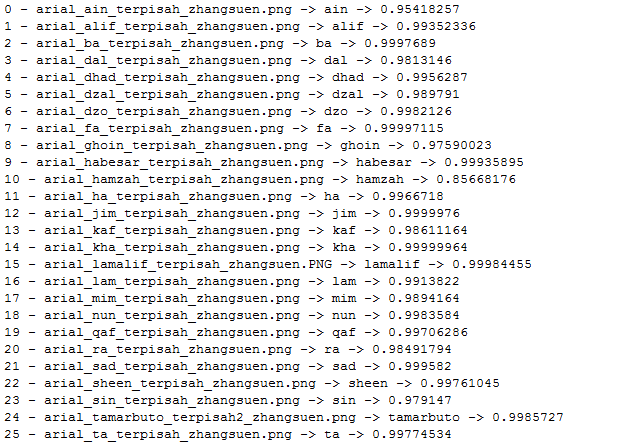 0 - arial_ain_terpisah_zhangsuen.png -> ain -> 0.95418257
1 - arial_alif_terpisah_zhangsuen.png -> alif -> 0.99352336
2 - arial_ba_terpisah_zhangsuen.png -> ba -> 0.9997689
3 - arial_dal_terpisah_zhangsuen.png -> dal -> 0.9813146
4 - arial_dhad_terpisah_zhangsuen.png -> dhad -> 0.9956287
5 - arial_dzal_terpisah_zhangsuen.png -> dzal -> 0.989791
6 - arial_dzo_terpisah_zhangsuen.png -> dzo -> 0.9982126
7 - arial_fa_terpisah_zhangsuen.png -> fa -> 0.99997115
8 - arial_ghoin_terpisah_zhangsuen.png -> ghoin -> 0.97590023
9 - arial_habesar_terpisah_zhangsuen.png -> habesar -> 0.99935895
10 - arial_hamzah_terpisah_zhangsuen.png -> hamzah -> 0.85668176
11 - arial_ha_terpisah_zhangsuen.png -> ha -> 0.9966718
12 - arial_jim_terpisah_zhangsuen.png -> jim -> 0.9999976
13 - arial_kaf_terpisah_zhangsuen.png -> kaf -> 0.98611164
14 - arial_kha_terpisah_zhangsuen.png -> kha -> 0.99999964
15 - arial_lamalif_terpisah_zhangsuen.PNG -> lamalif -> 0.99984455
16 - arial_lam_terpisah_zhangsuen.png -> lam -> 0.9913822
17 - arial_mim_terpisah_zhangsuen.png -> mim -> 0.9894164
18 - arial_nun_terpisah_zhangsuen.png -> nun -> 0.9983584
19 - arial_qaf_terpisah_zhangsuen.png -> qaf -> 0.99706286
20 - arial_ra_terpisah_zhangsuen.png -> ra -> 0.98491794
21 - arial_sad_terpisah_zhangsuen.png -> sad -> 0.999582
22 - arial_sheen_terpisah_zhangsuen.png -> sheen -> 0.99761045
23 - arial_sin_terpisah_zhangsuen.png -> sin -> 0.979147
24 - arial_tamarbuto_terpisah2_zhangsuen.png -> tamarbuto -> 0.9985727
25 - arial_ta_terpisah_zhangsuen.png -> ta -> 0.99774534